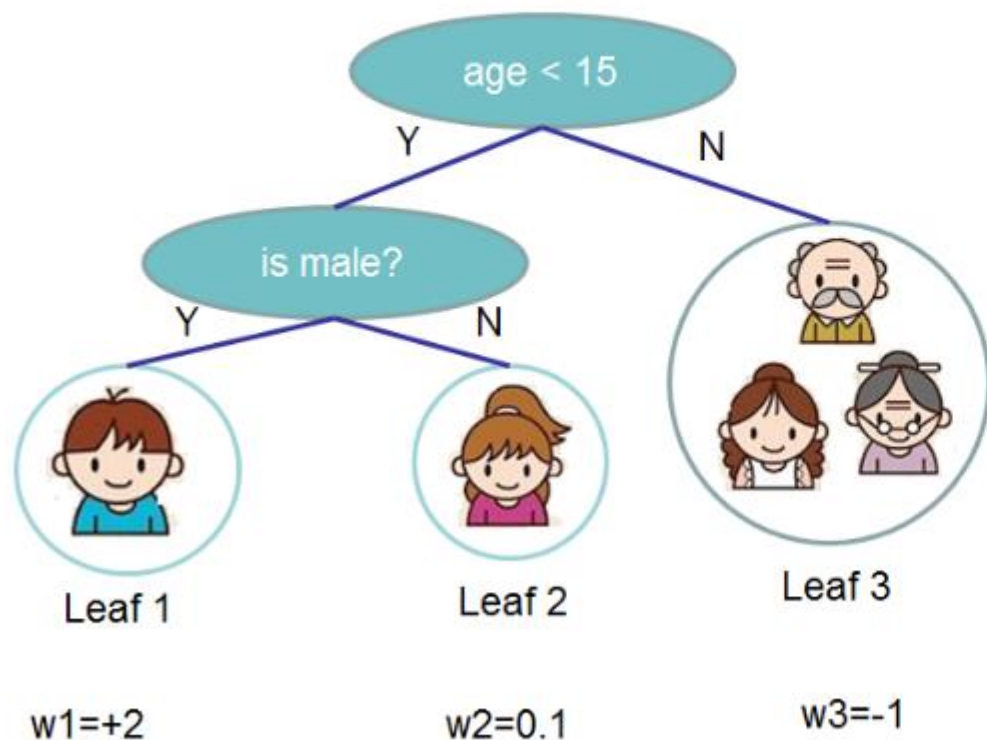 age < 15
Y
N
is male?
Y
N
Leaf 1
Leaf 2
Leaf 3
w1=+2
w2=0.1
w3=-1